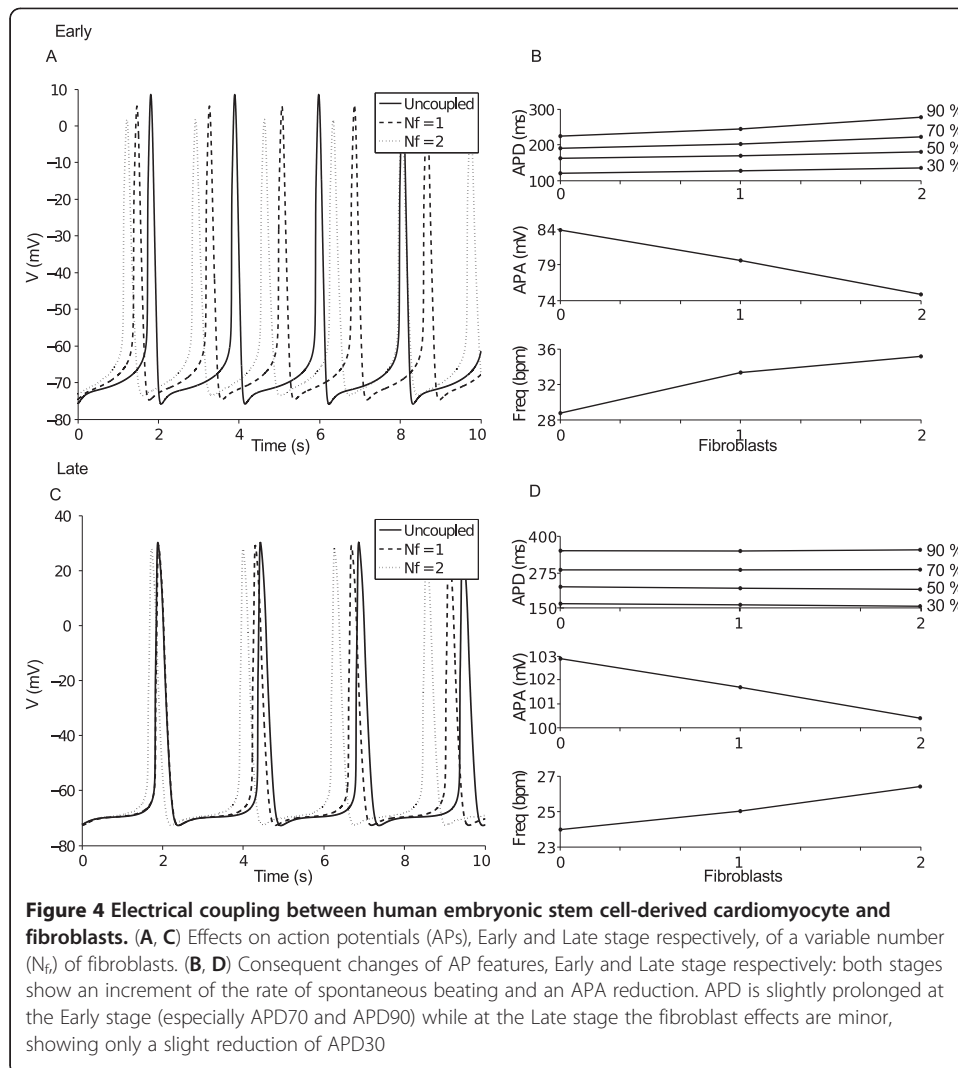 Early
A
B
10
0
−10
−20
−30
−40
−50
−60
−70
−80
V (mV)
Uncoupled
Nf = 1
Nf = 2
0 2 4 6 8 10
Time (s)
300
200
100
APD (ms)
90 %
70 %
50 %
30 %
0 1 2
84
79
74
APA (mV)
0 1 2
36
32
28
Freq (bpm)
0 1 2
Fibroblasts
Late
C
D
40
20
0
−20
−40
−60
−80
V (mV)
Uncoupled
Nf = 1
Nf = 2
0 2 4 6 8 10
Time (s)
400
275
150
APD (ms)
90 %
70 %
50 %
30 %
0 1 2
103
102
101
100
APA (mV)
0 1 2
27
25
23
Freq (bpm)
0 1 2
Fibroblasts
Figure 4 Electrical coupling between human embryonic stem cell-derived cardiomyocyte and
fibroblasts. (A, C) Effects on action potentials (APs), Early and Late stage respectively, of a variable number
(Nf,) of fibroblasts. (B, D) Consequent changes of AP features, Early and Late stage respectively: both stages
show an increment of the rate of spontaneous beating and an APA reduction. APD is slightly prolonged at
the Early stage (especially APD70 and APD90) while at the Late stage the fibroblast effects are minor,
showing only a slight reduction of APD30